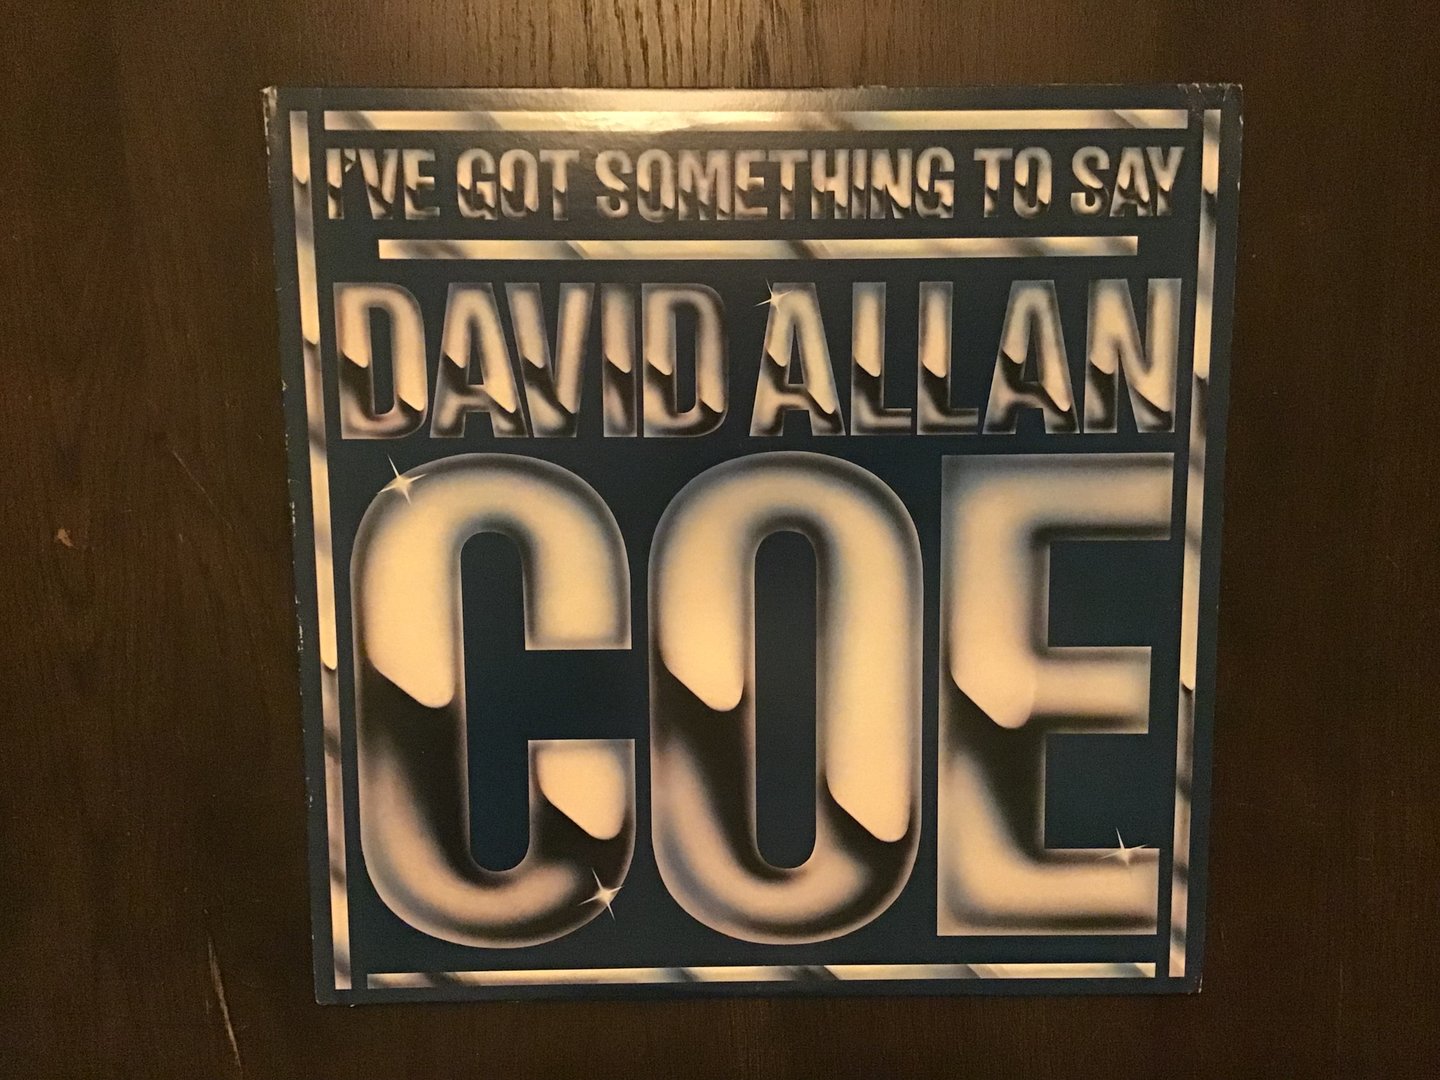 I'VE GOT SOMETHING TO SAY
DAVID ALLAN
COE